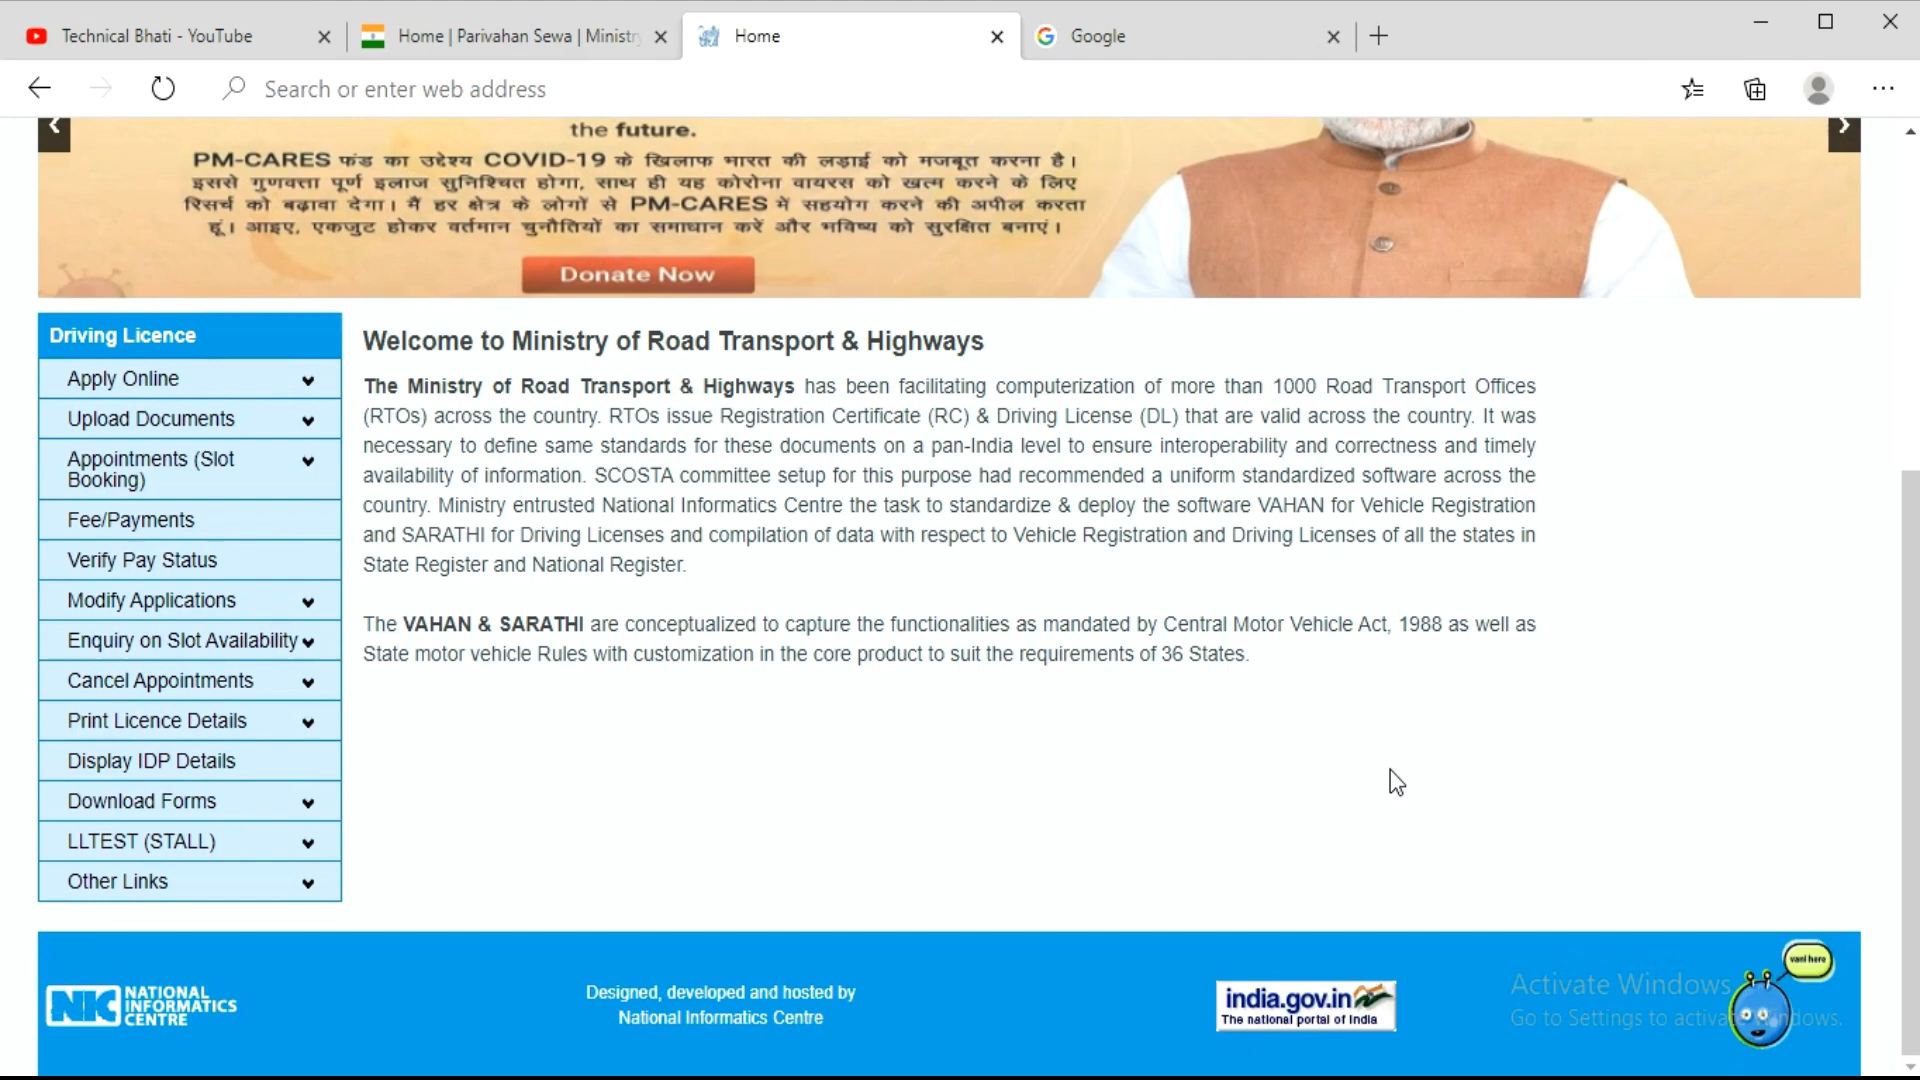 Technical Bhati - YouTube
Home | Parivahan Sewa | Ministr
Home
Google
Search or enter web address
the future.
PM-CARES फंड का उद्देश्य COVID-19 के खिलाफ भारत की लड़ाई को मजबूत करना है।
इससे गुणवत्ता पूर्ण इलाज सुनिश्चित होगा, साथ ही यह कोरोना वायरस को खत्म करने के लिए
रिसर्च को बढ़ावा देगा। मैं हर क्षेत्र के लोगों से PM-CARES में सहयोग करने की अपील करता
हूं। आइए, एकजुट होकर वर्तमान चुनौतियों का समाधान करें और भविष्य को सुरक्षित बनाएं।
Donate Now
Driving Licence
Apply Online
Upload Documents
Appointments (Slot
Booking)
Fee/Payments
Verify Pay Status
Modify Applications
Enquiry on Slot Availability
Cancel Appointments
Print Licence Details
Display IDP Details
Download Forms
LLTEST (STALL)
Other Links
Welcome to Ministry of Road Transport & Highways
The Ministry of Road Transport & Highways has been facilitating computerization of more than 1000 Road Transport Offices
(RTOs) across the country. RTOs issue Registration Certificate (RC) & Driving License (DL) that are valid across the country. It was
necessary to define same standards for these documents on a pan-India level to ensure interoperability and correctness and timely
availability of information. SCOSTA committee setup for this purpose had recommended a uniform standardized software across the
country. Ministry entrusted National Informatics Centre the task to standardize & deploy the software VAHAN for Vehicle Registration
and SARATHI for Driving Licenses and compilation of data with respect to Vehicle Registration and Driving Licenses of all the states in
State Register and National Register.
The VAHAN & SARATHI are conceptualized to capture the functionalities as mandated by Central Motor Vehicle Act, 1988 as well as
State motor vehicle Rules with customization in the core product to suit the requirements of 36 States.
NIC NATIONAL
INFORMATICS
CENTRE
Designed, developed and hosted by
National Informatics Centre
india.gov.in
The national portal of India
vani here
Activate Windows
Go to Settings to activate Windows.